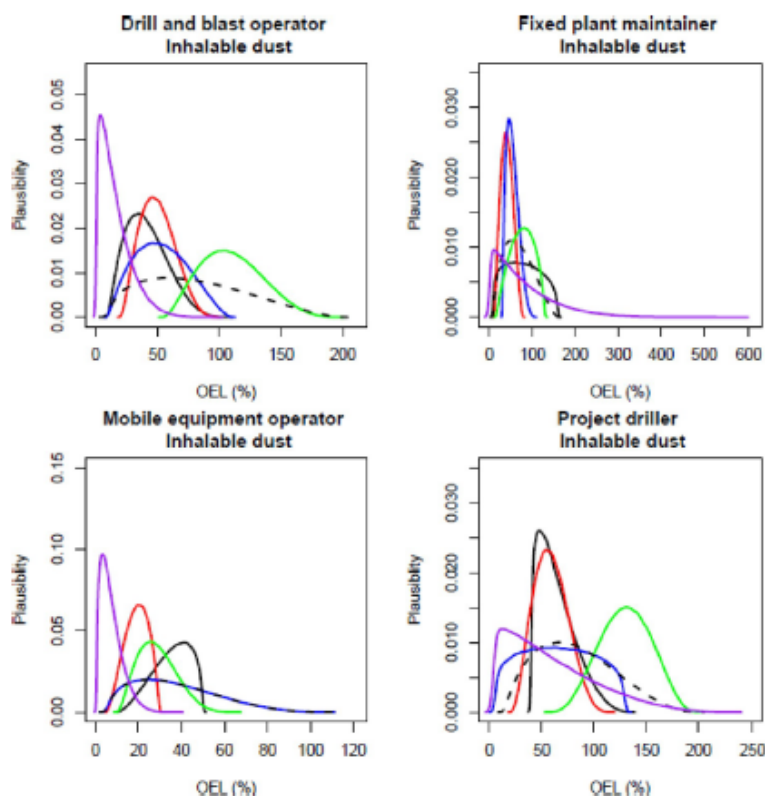 Drill and blast operator
Inhalable dust
Plausiblity
0.00 0.01 0.02 0.03 0.04 0.05
0 50 100 150 200
OEL (%)
Fixed plant maintainer
Inhalable dust
Plausiblity
0.000 0.010 0.020 0.030
0 100 200 300 400 500 600
OEL (%)
Mobile equipment operator
Inhalable dust
Plausiblity
0.00 0.05 0.10 0.15
0 20 40 60 80 100 120
OEL (%)
Project driller
Inhalable dust
Plausiblity
0.000 0.010 0.020 0.030
0 50 100 150 200 250
OEL (%)